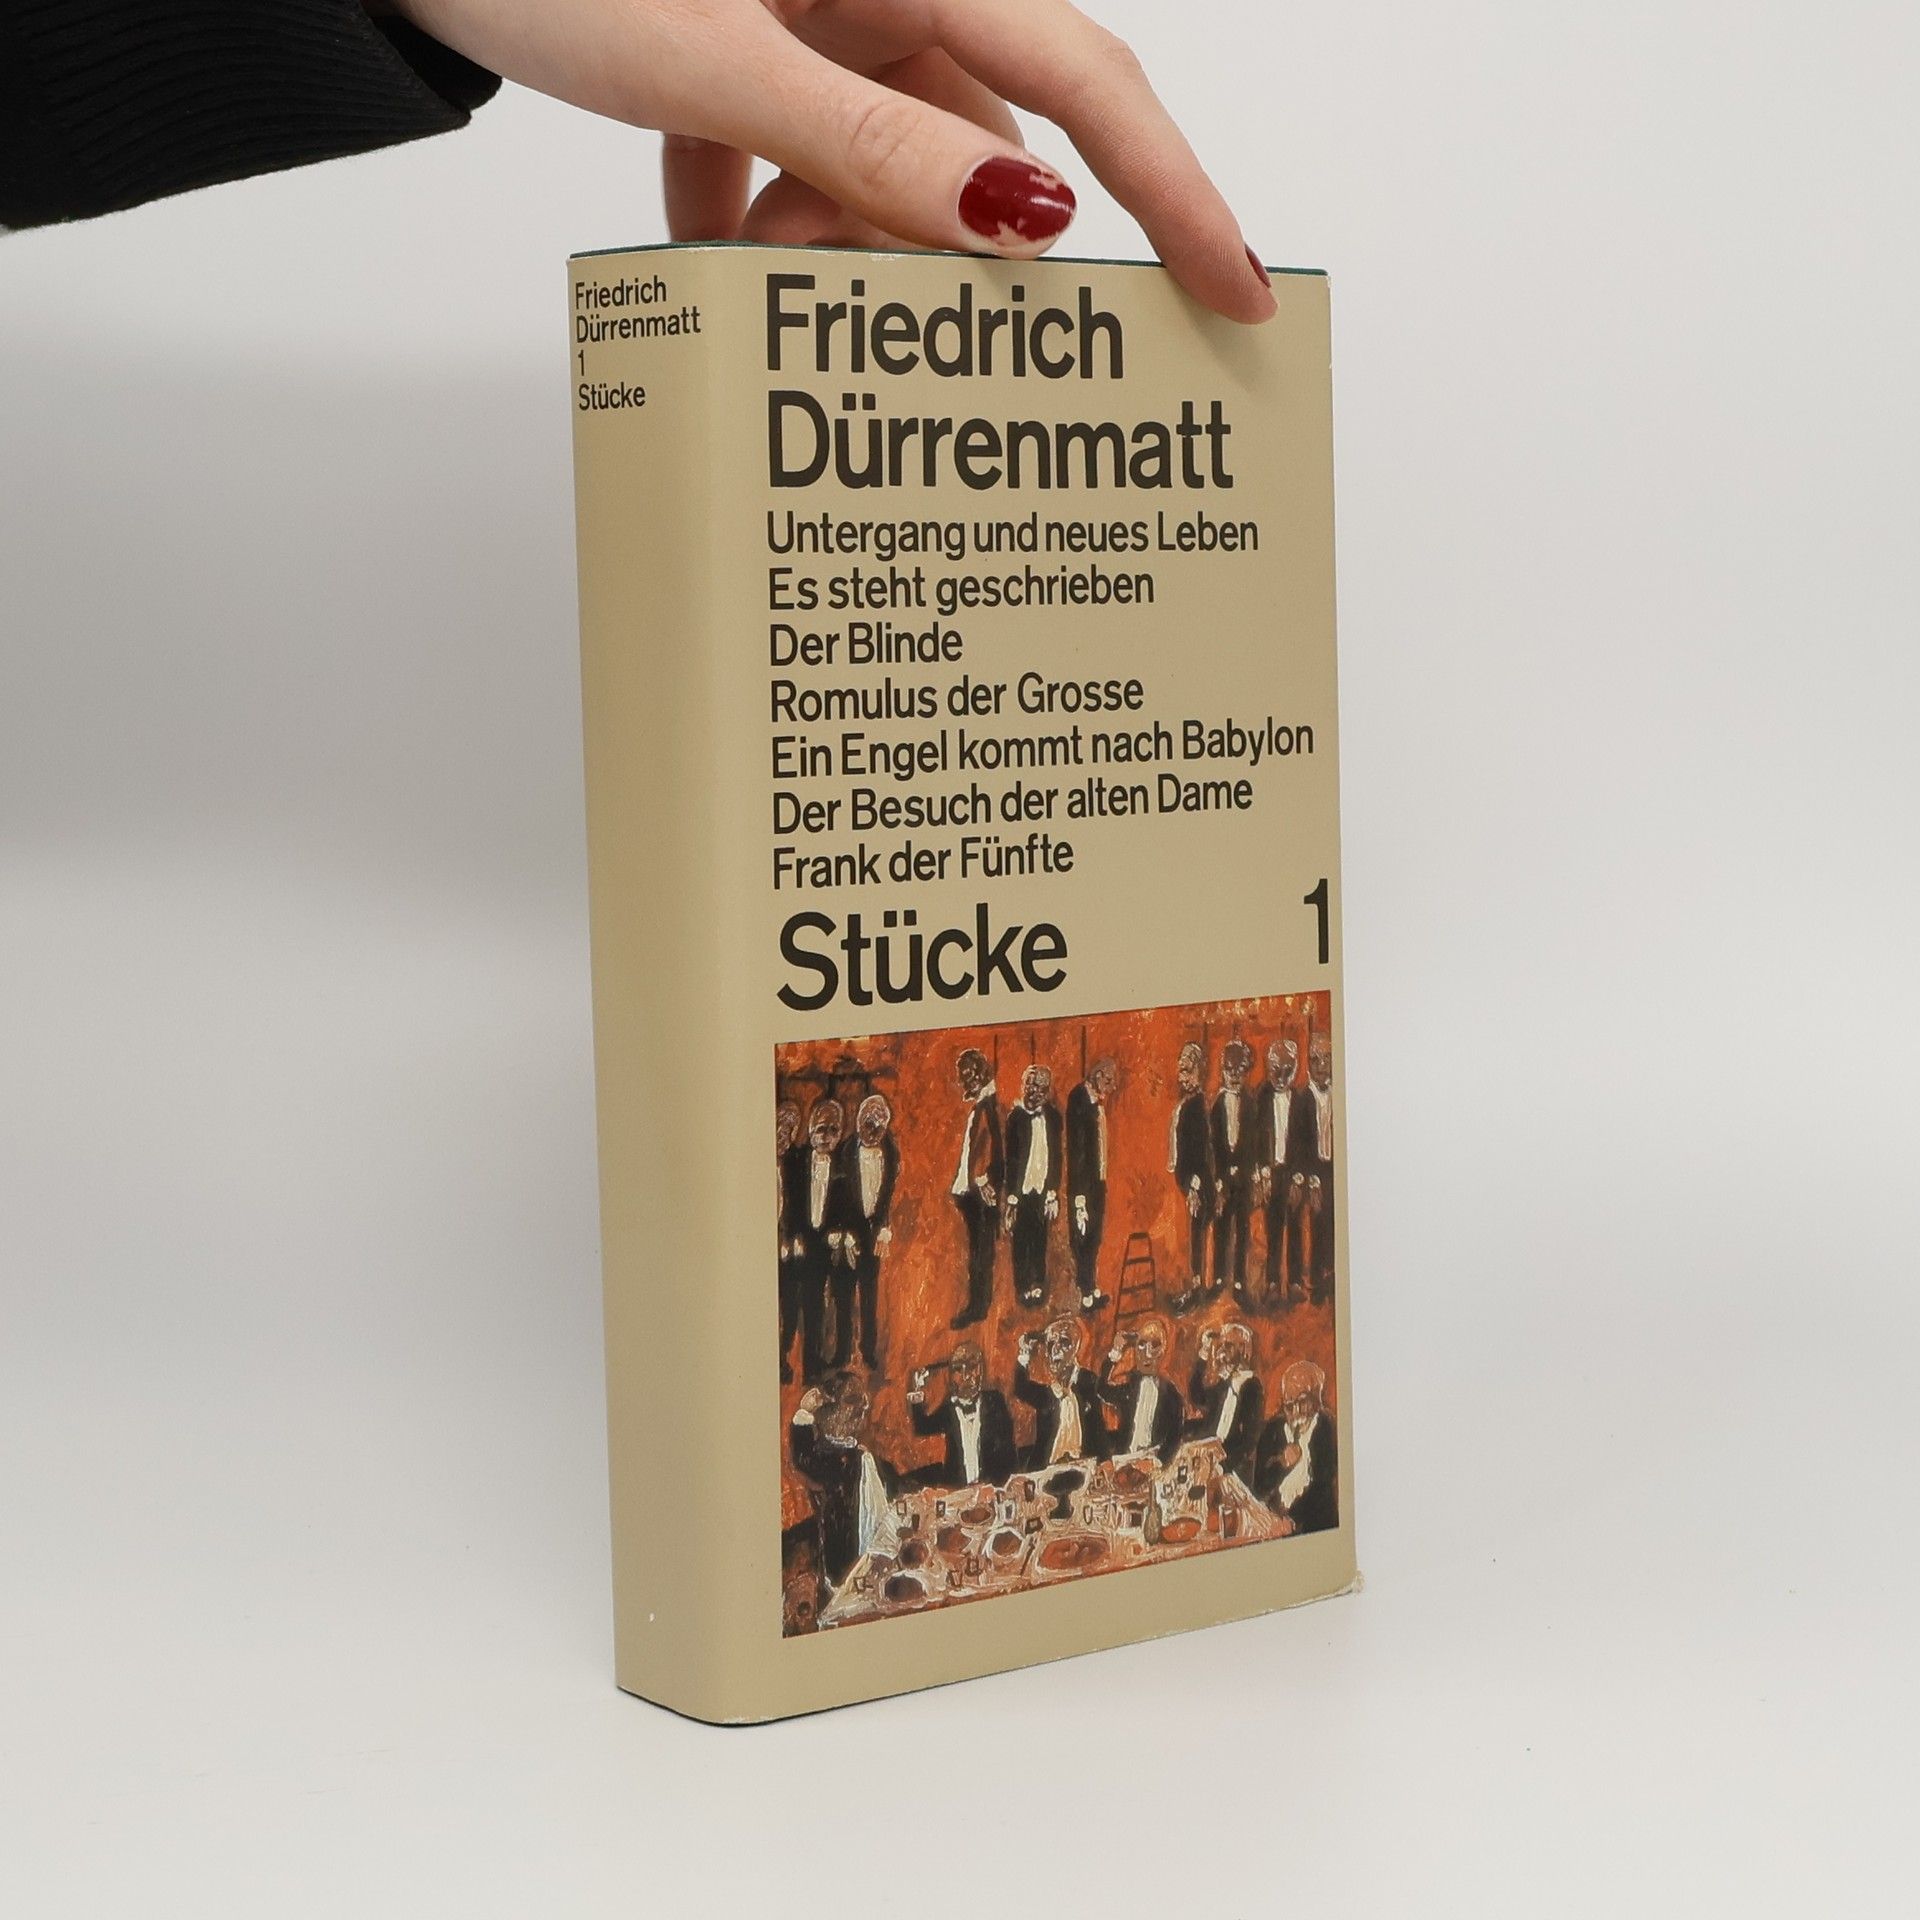 Friedrich
Dürrenmatt
1
Stücke
Friedrich
Dürrenmatt
Untergang und neues Leben
Es steht geschrieben
Der Blinde
Romulus der Grosse
Ein Engel kommt nach Babylon
Der Besuch der alten Dame
Frank der Fünfte
Stücke 1